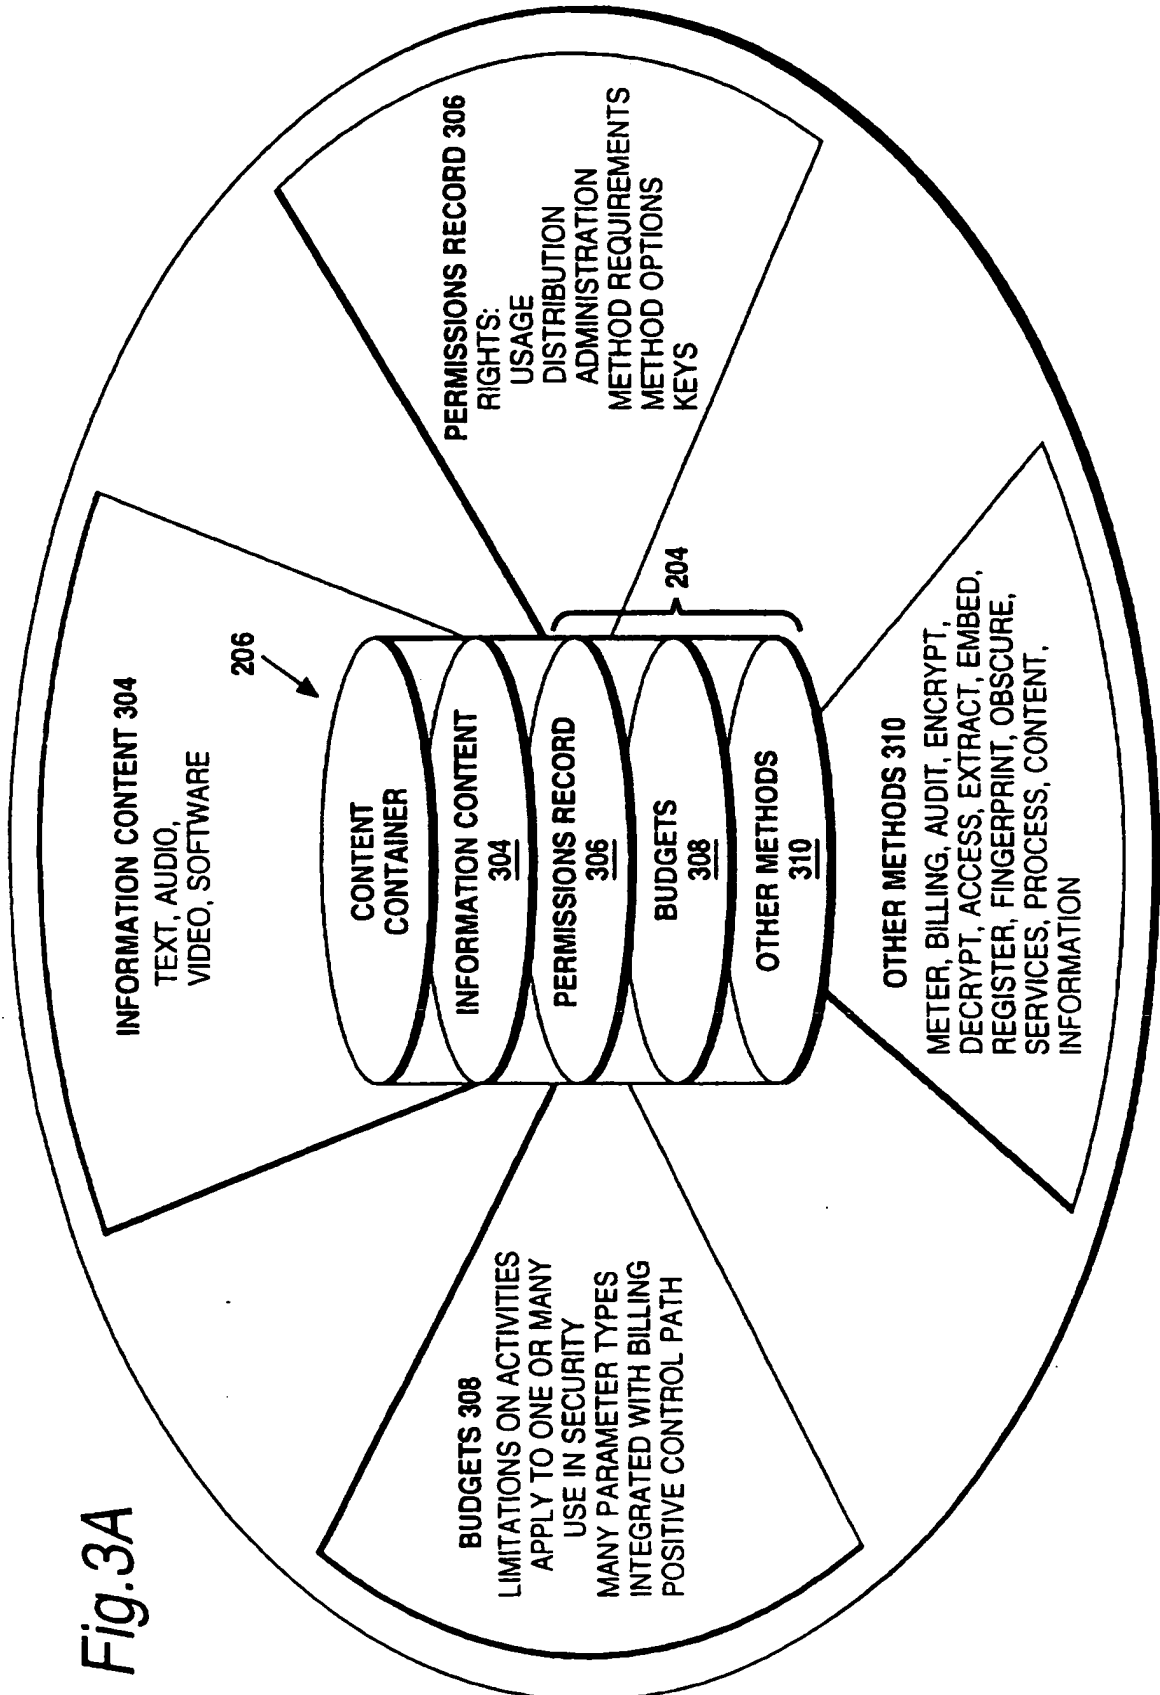 Fig.3A
INFORMATION CONTENT 304
TEXT, AUDIO,
VIDEO, SOFTWARE
BUDGETS 308
LIMITATIONS ON ACTIVITIES
APPLY TO ONE OR MANY
USE IN SECURITY
MANY PARAMETER TYPES
INTEGRATED WITH BILLING
POSITIVE CONTROL PATH
206
CONTENT
CONTAINER
INFORMATION CONTENT
304
PERMISSIONS RECORD
306
BUDGETS
308
OTHER METHODS
310
204
PERMISSIONS RECORD 306
RIGHTS:
USAGE
DISTRIBUTION
ADMINISTRATION
METHOD REQUIREMENTS
METHOD OPTIONS
KEYS
OTHER METHODS 310
METER, BILLING, AUDIT, ENCRYPT,
DECRYPT, ACCESS, EXTRACT, EMBED,
REGISTER, FINGERPRINT, OBSCURE,
SERVICES, PROCESS, CONTENT,
INFORMATION